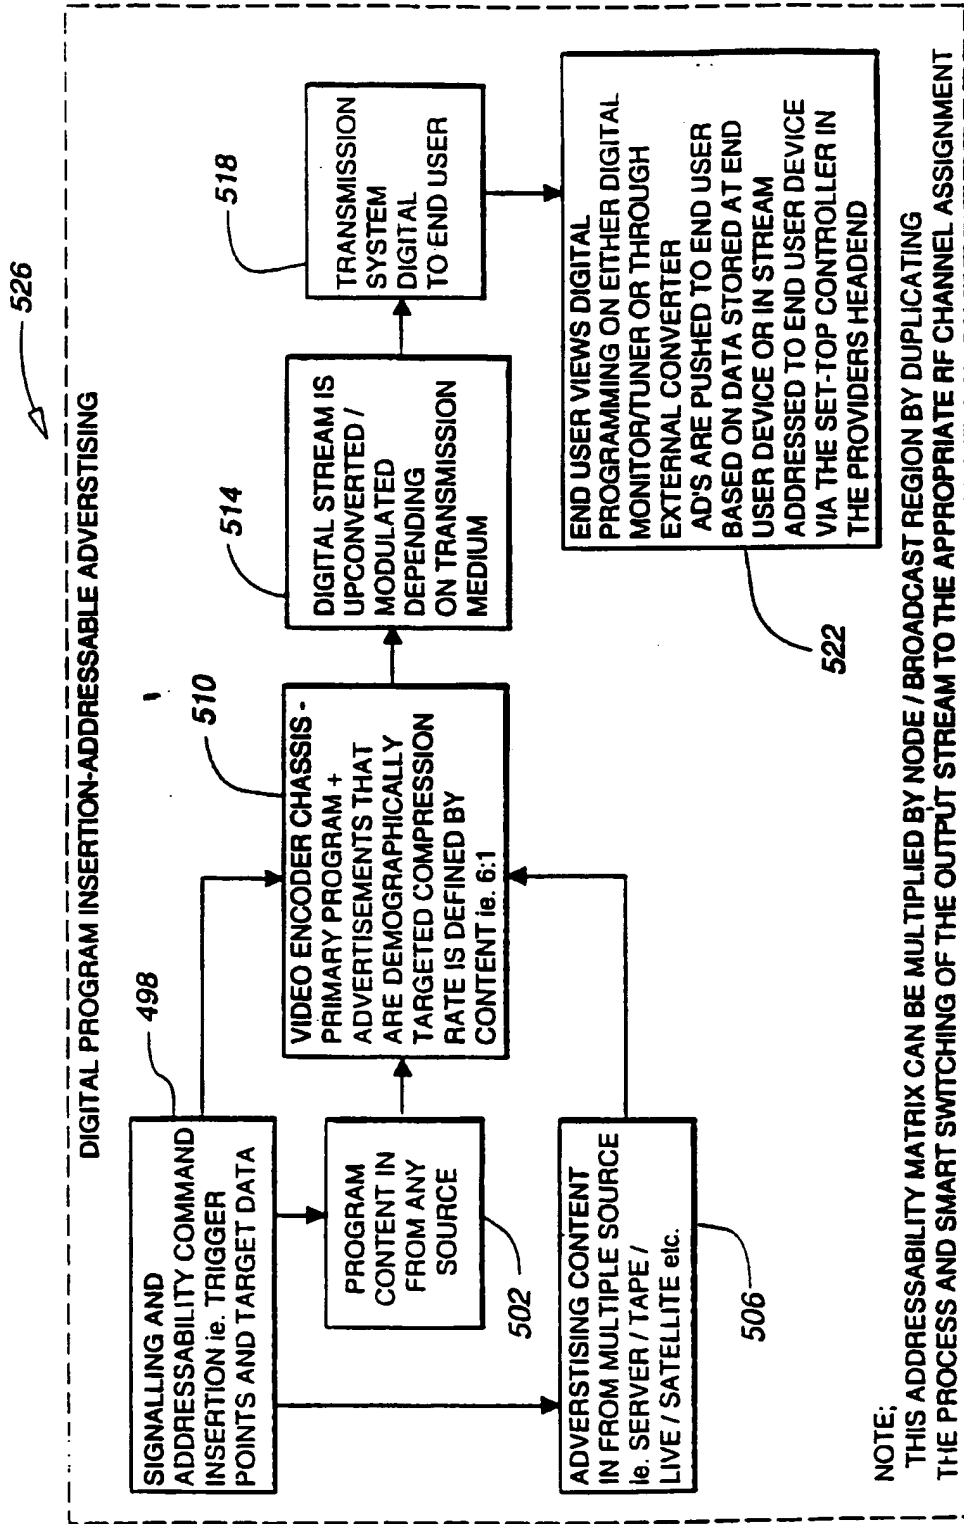 526
DIGITAL PROGRAM INSERTION-ADDRESSABLE ADVERSTISING
498
SIGNALLING AND
ADDRESSABILITY COMMAND
INSERTION ie. TRIGGER
POINTS AND TARGET DATA
PROGRAM
CONTENT IN
FROM ANY
SOURCE
502
ADVERSTISING CONTENT
IN FROM MULTIPLE SOURCE
ie. SERVER / TAPE /
LIVE / SATELLITE etc.
506
510
VIDEO ENCODER CHASSIS -
PRIMARY PROGRAM +
ADVERTISEMENTS THAT
ARE DEMOGRAPHICALLY
TARGETED COMPRESSION
RATE IS DEFINED BY
CONTENT ie. 6:1
514
DIGITAL STREAM IS
UPCONVERTED /
MODULATED
DEPENDING
ON TRANSMISSION
MEDIUM
518
TRANSMISSION
SYSTEM
DIGITAL
TO END USER
END USER VIEWS DIGITAL
PROGRAMMING ON EITHER DIGITAL
MONITOR/TUNER OR THROUGH
EXTERNAL CONVERTER
AD'S ARE PUSHED TO END USER
BASED ON DATA STORED AT END
USER DEVICE OR IN STREAM
ADDRESSED TO END USER DEVICE
VIA THE SET-TOP CONTROLLER IN
THE PROVIDERS HEADEND
522
NOTE;
THIS ADDRESSABILITY MATRIX CAN BE MULTIPLIED BY NODE / BROADCAST REGION BY DUPLICATING
THE PROCESS AND SMART SWITCHING OF THE OUTPUT STREAM TO THE APPROPRIATE RF CHANNEL ASSIGNMENT